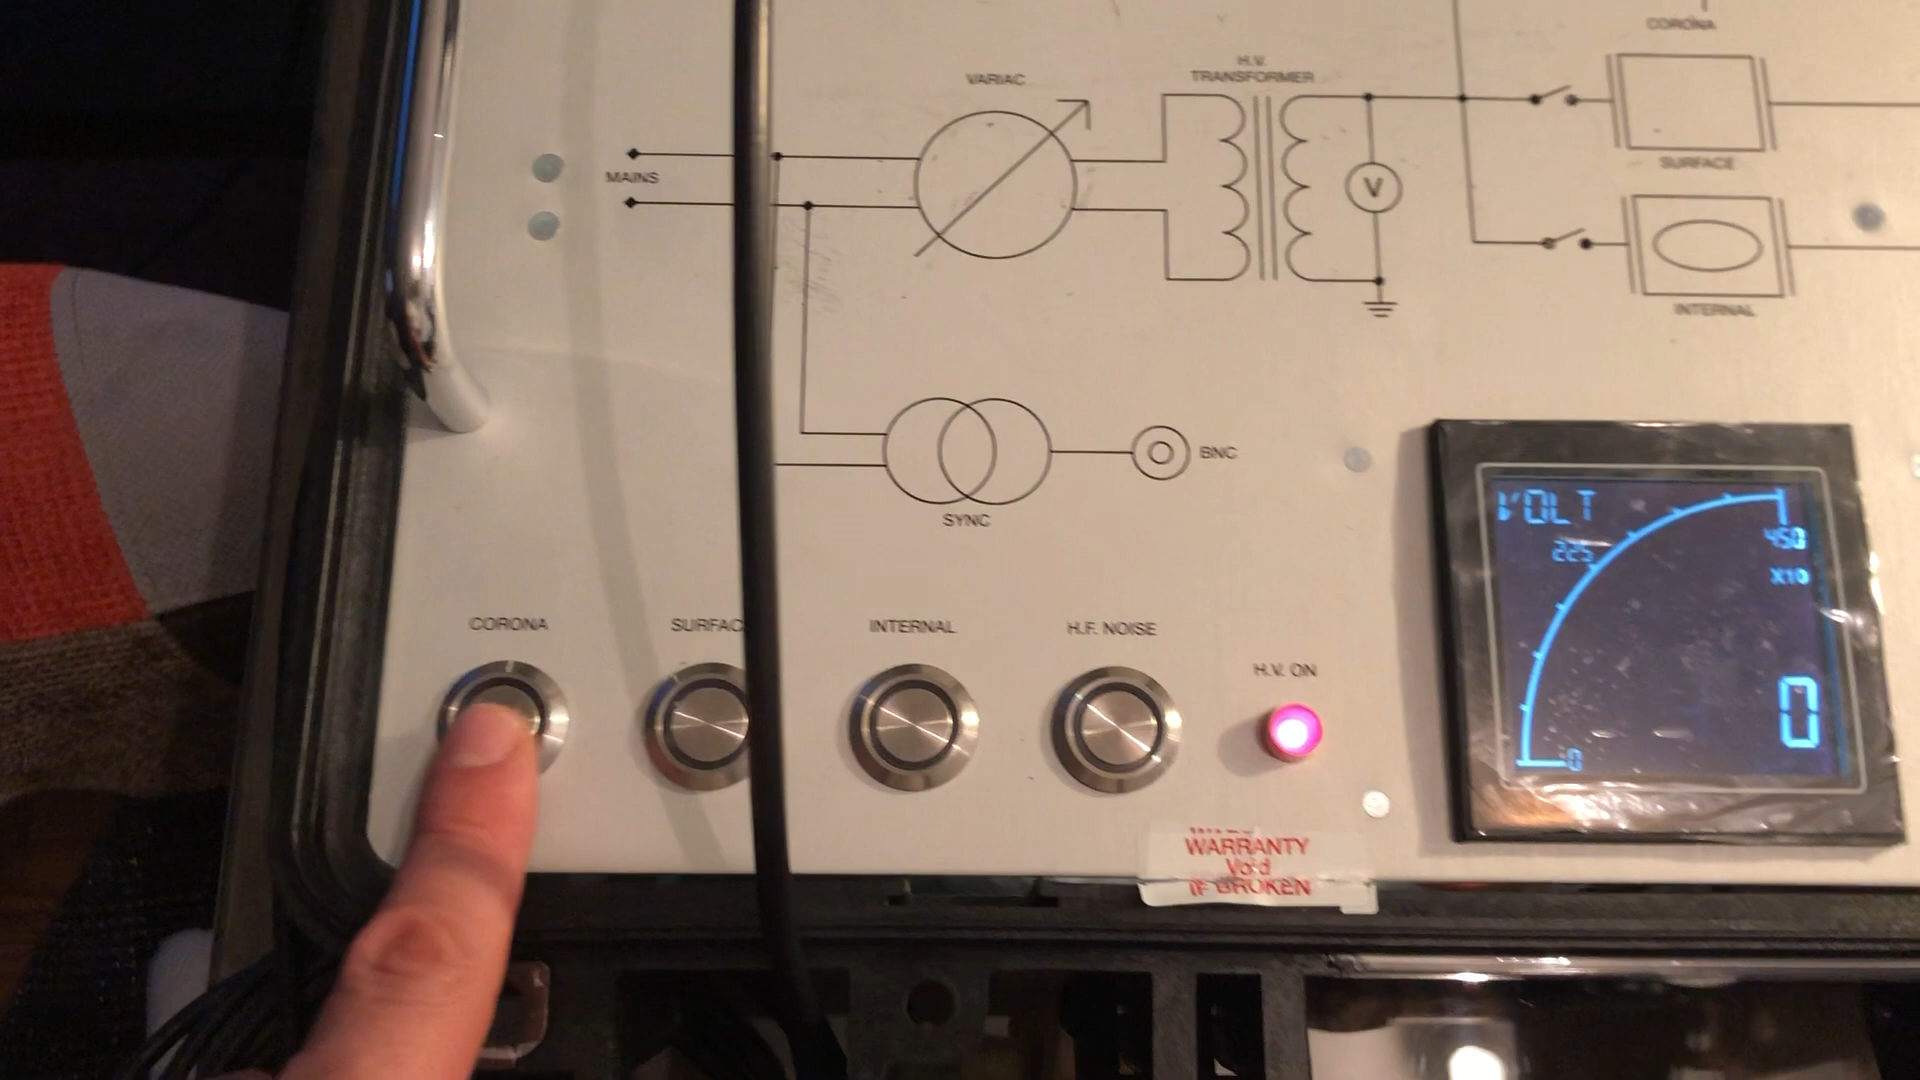 CORONA
H.V.
TRANSFORMER
VARIAC
MAINS
V
SURFACE
INTERNAL
BNC
SYNC
VOLT
225
450
X10
0
0
CORONA
SURFAC
INTERNAL
H.F. NOISE
H.V. ON
WARRANTY
Void
IF BROKEN